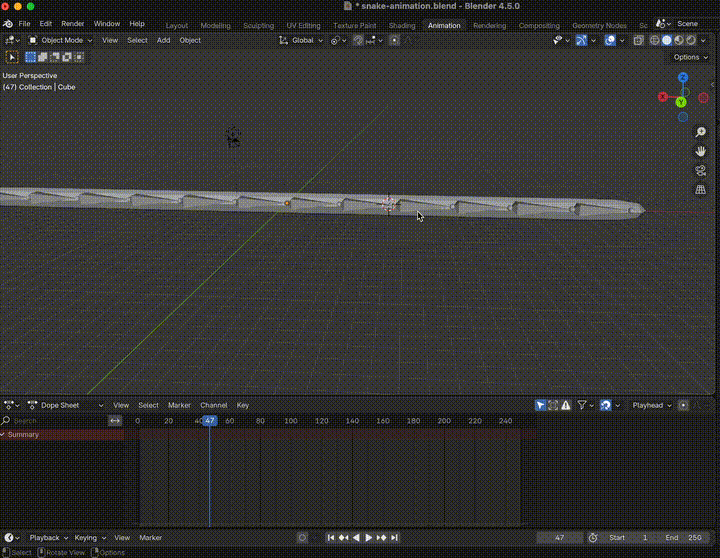 * snake-animation.blend - Blender 4.5.0
File Edit Render Window Help Layout Modeling Sculpting UV Editing Texture Paint Shading Animation Rendering Compositing Geometry Nodes Sc Scene
Object Mode View Select Add Object Global
Options
User Perspective
(47) Collection | Cube
Z
X
Y
Dope Sheet View Select Marker Channel Key Playhead
Search 0 20 47 60 80 100 120 140 160 180 200 220 240
Summary
Playback Keying View Marker 47 Start 1 End 250
Select Rotate View Options